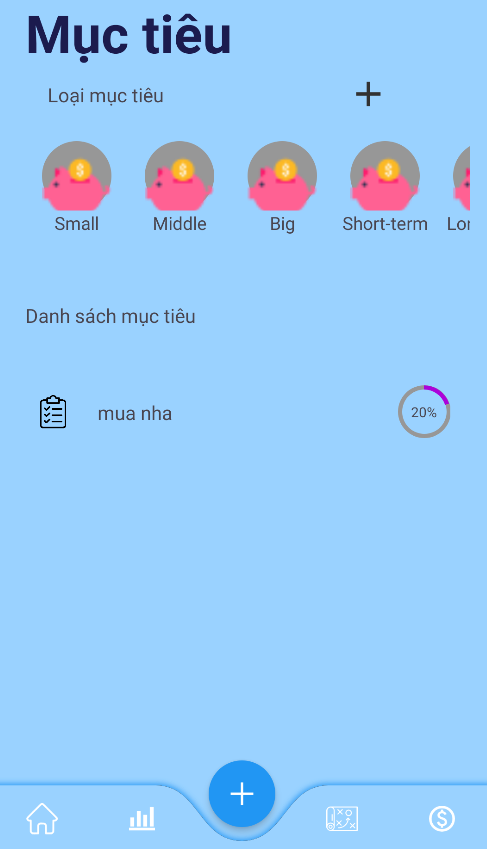 Mục tiêu
Loại mục tiêu
Small Middle Big Short-term
Danh sách mục tiêu
mua nha 20%